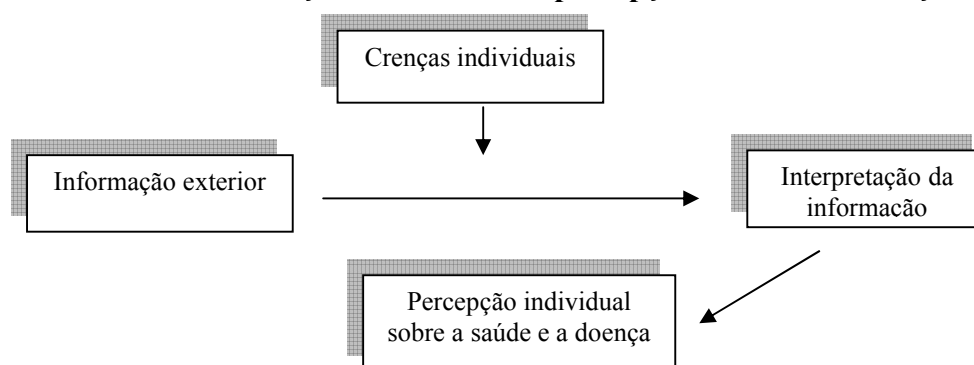 Crenças individuais
Informação exterior
Interpretação da
informação
Percepção individual
sobre a saúde e a doença